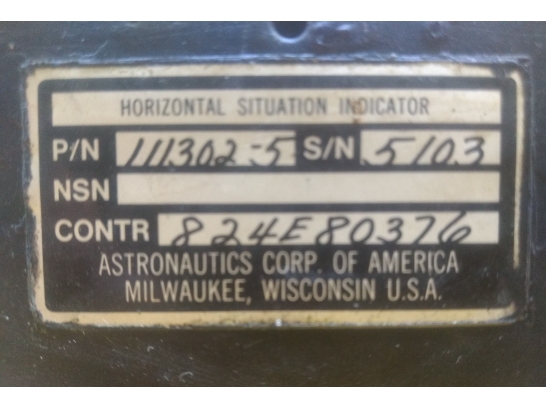 HORIZONTAL SITUATION INDICATOR
P/N 111302-5 S/N 5103
NSN
CONTR 824E80376
ASTRONAUTICS CORP. OF AMERICA
MILWAUKEE, WISCONSIN U.S.A.